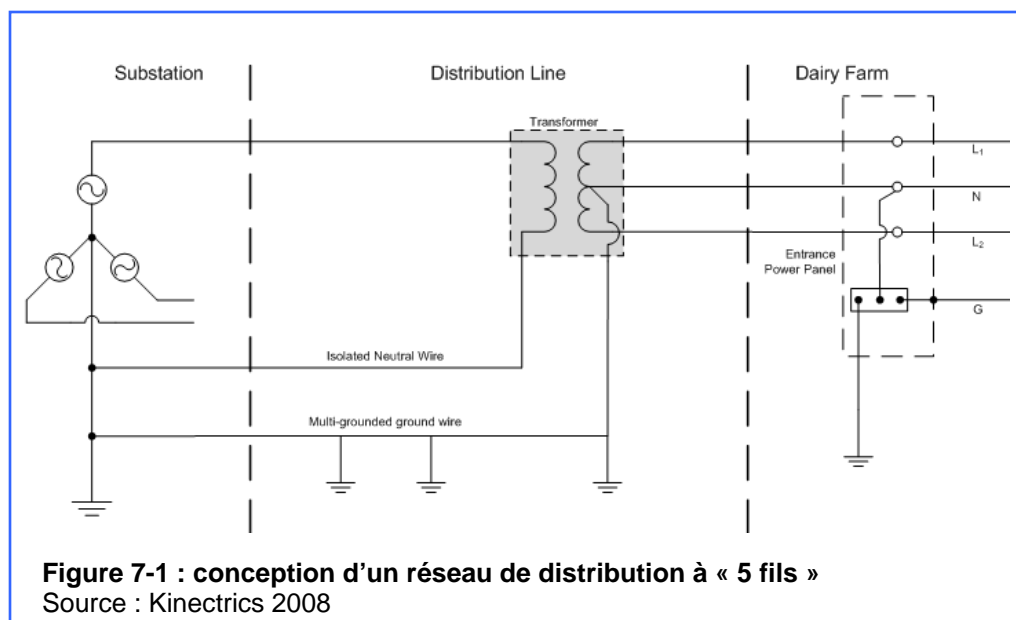 Substation
Distribution Line
Dairy Farm
Transformer
L₁
N
L₂
Entrance
Power Panel
G
Isolated Neutral Wire
Multi-grounded ground wire
Figure 7-1 : conception d’un réseau de distribution à « 5 fils »
Source : Kinectrics 2008